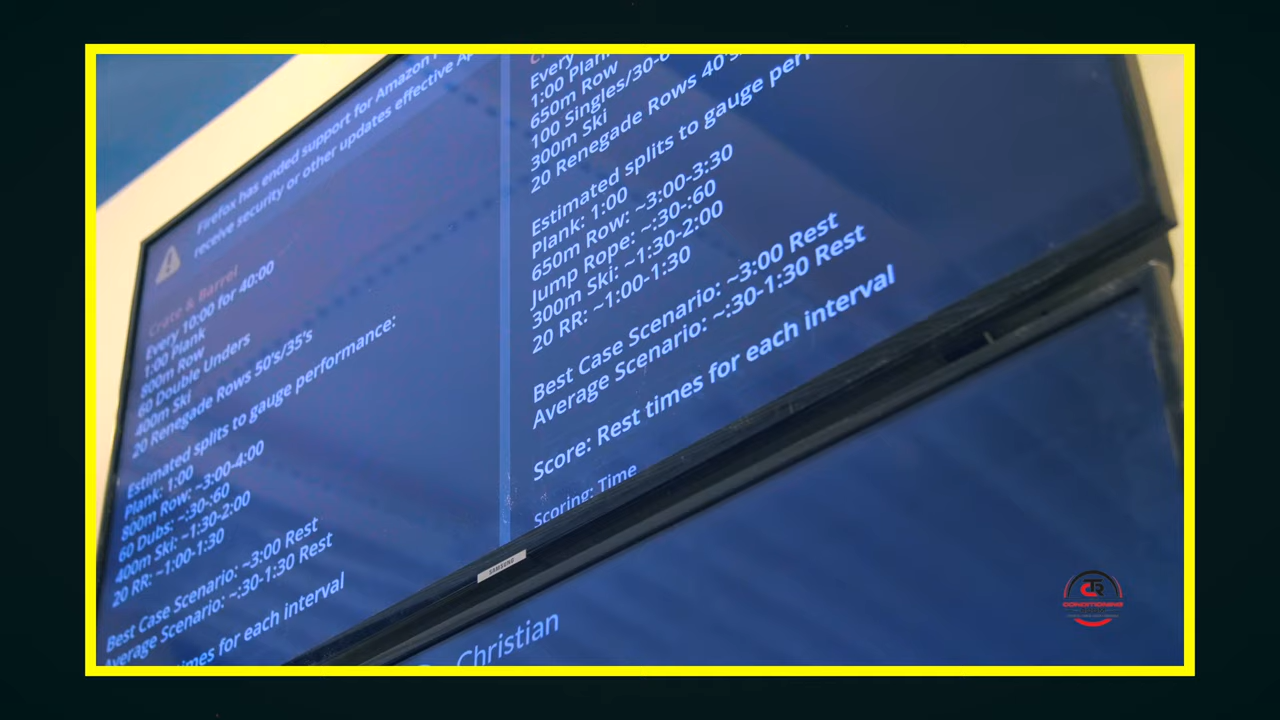 Firefox has ended support for Amazon
receive security or other updates effective
Crate & Barrel
Every 10:00 for 40:00
1:00 Plank
800m Row
60 Double Unders
400m Ski
20 Renegade Rows 50's/35's
Estimated splits to gauge performance:
Plank: 1:00
800m Row: ~3:00-4:00
60 Dubs: ~:30-:60
400m Ski: ~1:30-2:00
20 RR: ~1:00-1:30
Best Case Scenario: ~3:00 Rest
Average Scenario: ~:30-1:30 Rest
for each interval
Every
1:00 Plank
650m Row
100 Singles/30-
300m Ski
20 Renegade Rows 40's
Estimated splits to gauge
Plank: 1:00
650m Row: ~3:00-3:30
Jump Rope: ~:30-:60
300m Ski: ~1:30-2:00
20 RR: ~1:00-1:30
Best Case Scenario: ~3:00 Rest
Average Scenario: ~:30-1:30 Rest
Score: Rest times for each interval
Scoring: Time
SAMSUNG
Christian
CTR
CONDITIONING